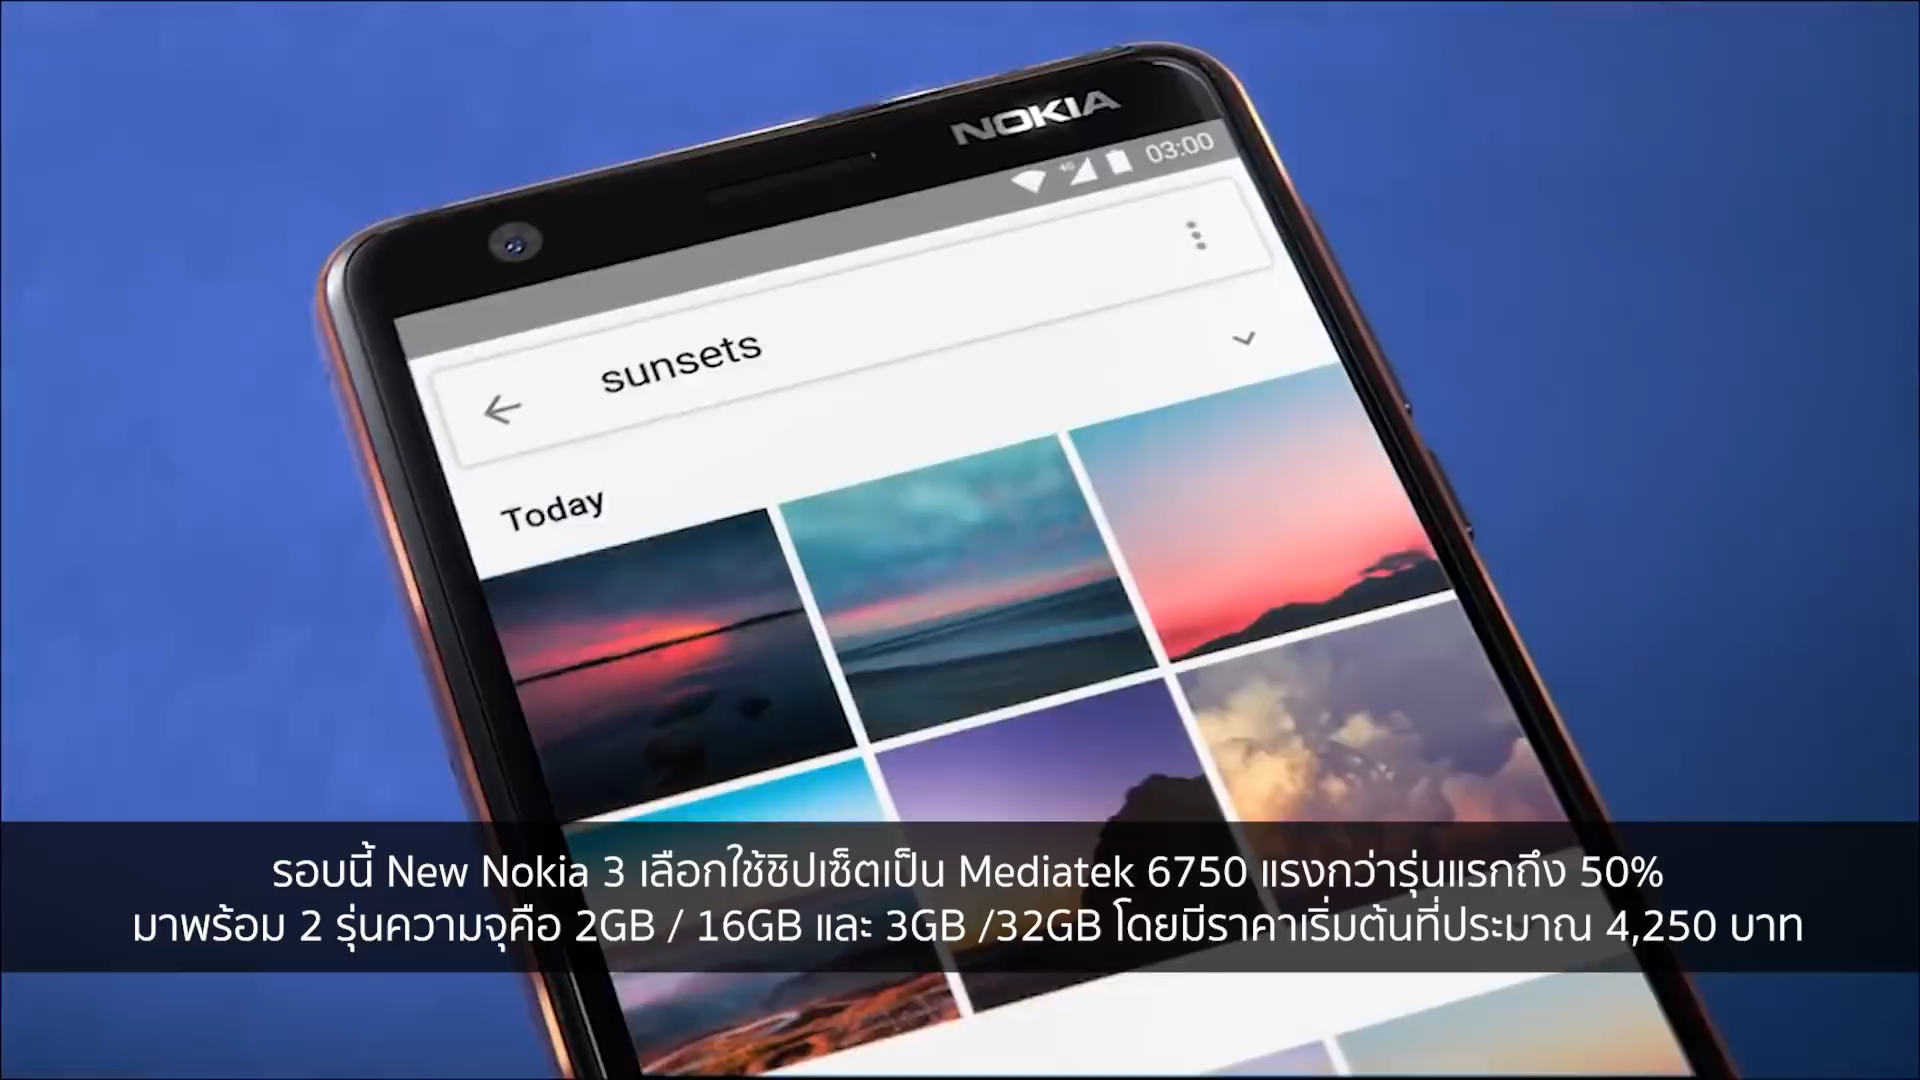 NOKIA
4G 03:00
sunsets
Today
รอบนี้ New Nokia 3 เลือกใช้ชิปเซ็ตเป็น Mediatek 6750 แรงกว่ารุ่นแรกถึง 50%
มาพร้อม 2 รุ่นความจุคือ 2GB / 16GB และ 3GB /32GB โดยมีราคาเริ่มต้นที่ประมาณ 4,250 บาท